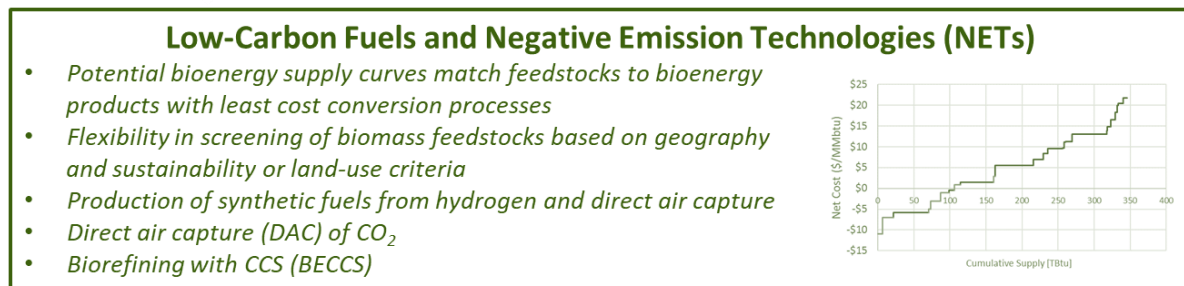 Low-Carbon Fuels and Negative Emission Technologies (NETs)
• Potential bioenergy supply curves match feedstocks to bioenergy
products with least cost conversion processes
• Flexibility in screening of biomass feedstocks based on geography
and sustainability or land-use criteria
• Production of synthetic fuels from hydrogen and direct air capture
• Direct air capture (DAC) of CO₂
• Biorefining with CCS (BECCS)
Net Cost ($/MMbtu)
$25
$20
$15
$10
$5
$0
-$5
-$10
-$15
0 50 100 150 200 250 300 350 400
Cumulative Supply [TBtu]